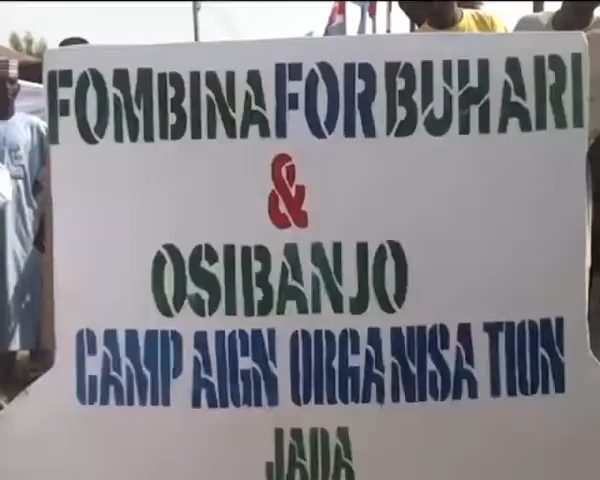 FOMBINA FOR BUHARI
&
OSIBANJO
CAMPAIGN ORGANISATION
JADA